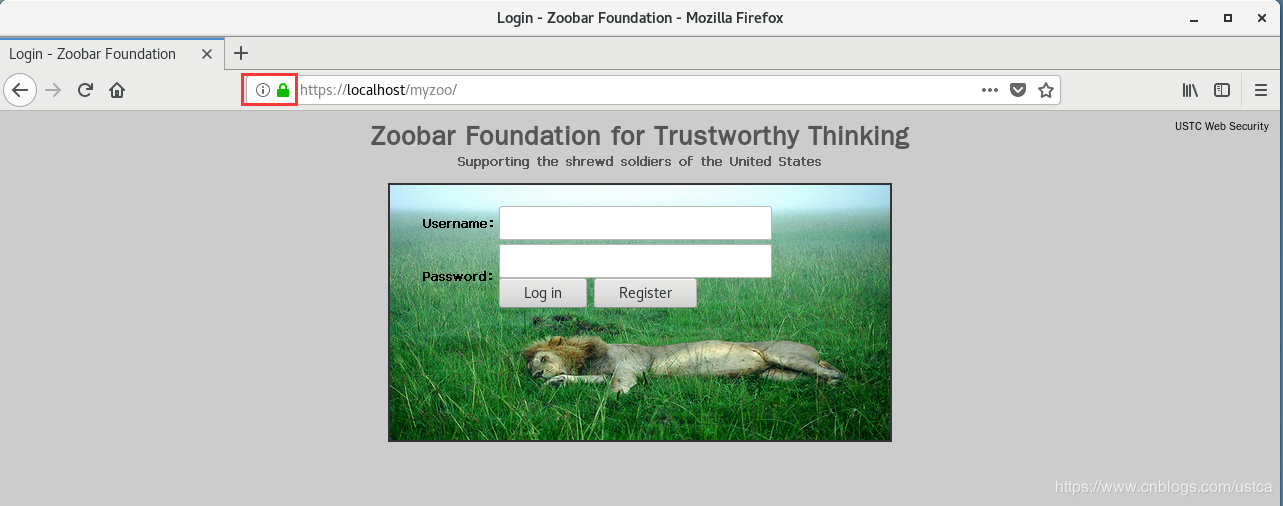 Login - Zoobar Foundation - Mozilla Firefox
Login - Zoobar Foundation
https://localhost/myzoo/
USTC Web Security
Zoobar Foundation for Trustworthy Thinking
Supporting the shrewd soldiers of the United States
Username:
Password:
Log in Register
https://www.cnblogs.com/ustca